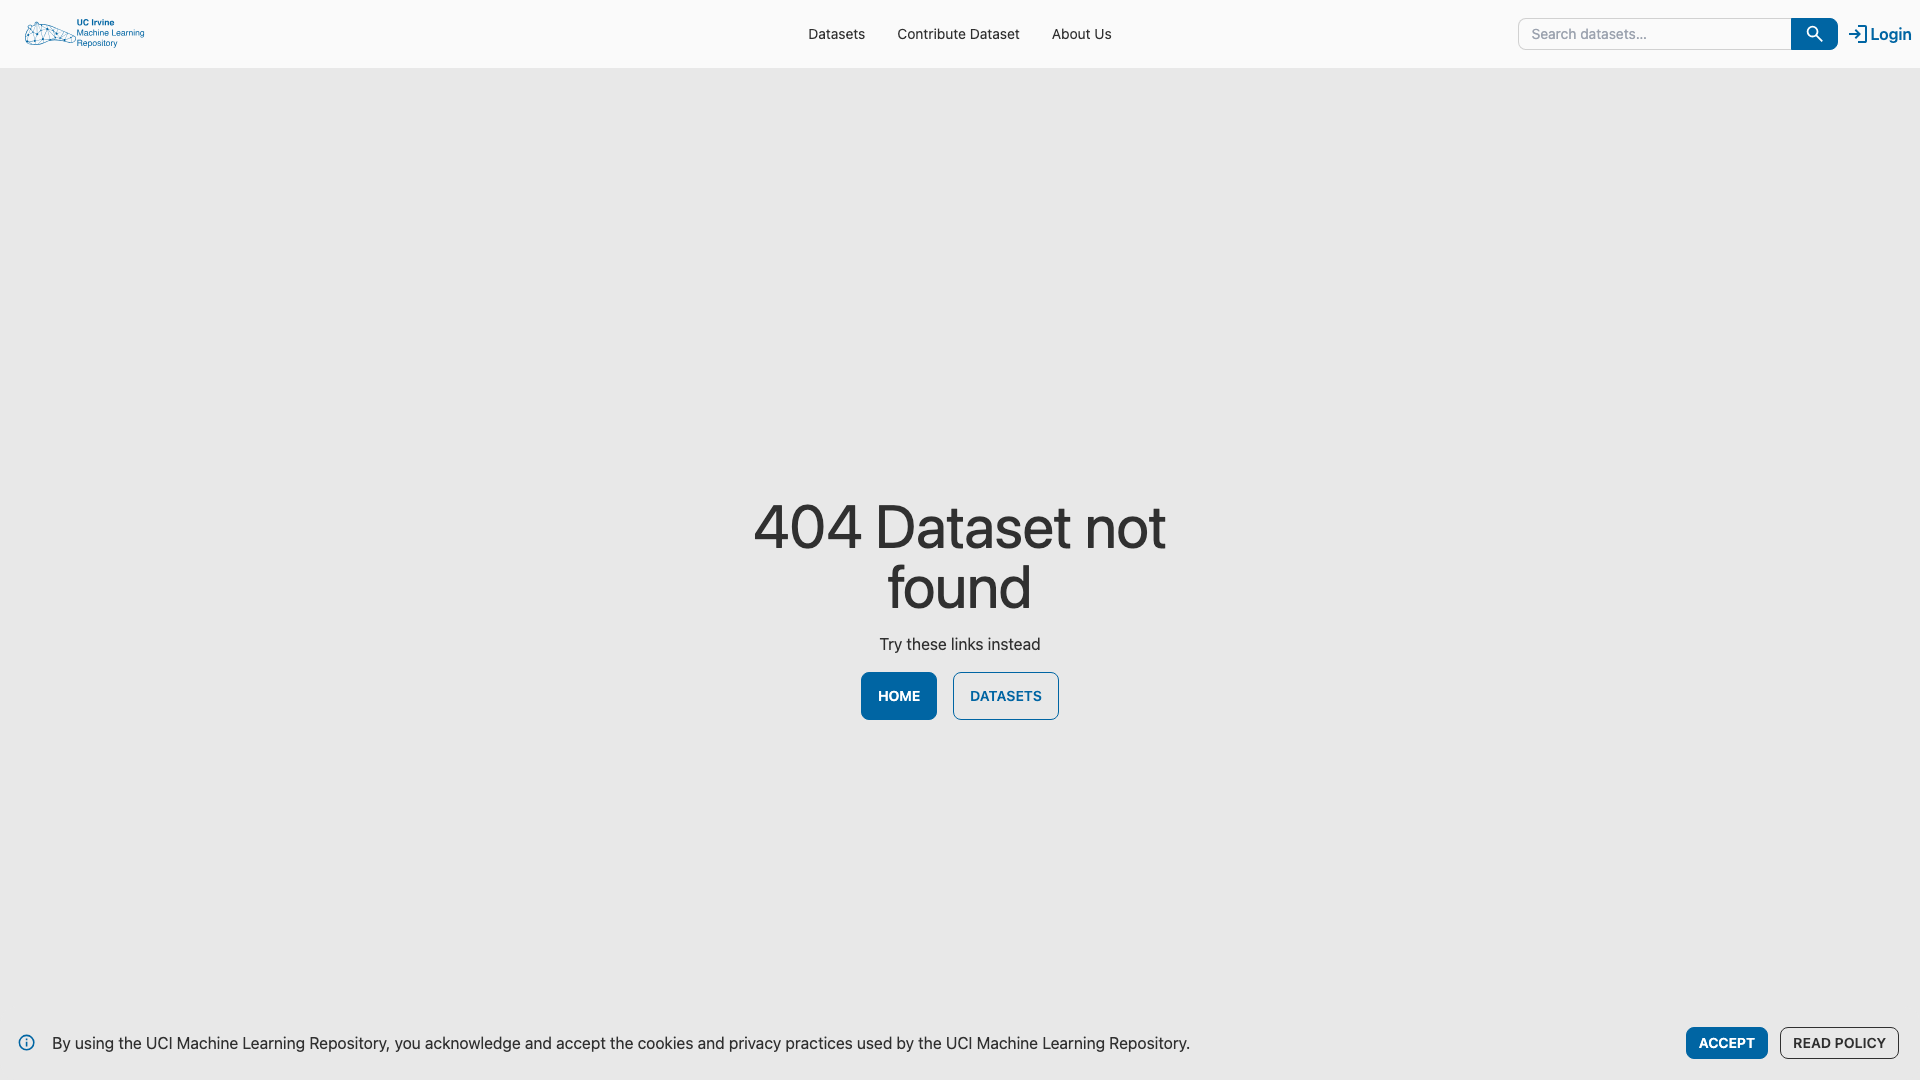 UC Irvine
Machine Learning
Repository
Datasets
Contribute Dataset
About Us
Search datasets...
Login
404 Dataset not
found
Try these links instead
HOME
DATASETS
By using the UCI Machine Learning Repository, you acknowledge and accept the cookies and privacy practices used by the UCI Machine Learning Repository.
ACCEPT
READ POLICY